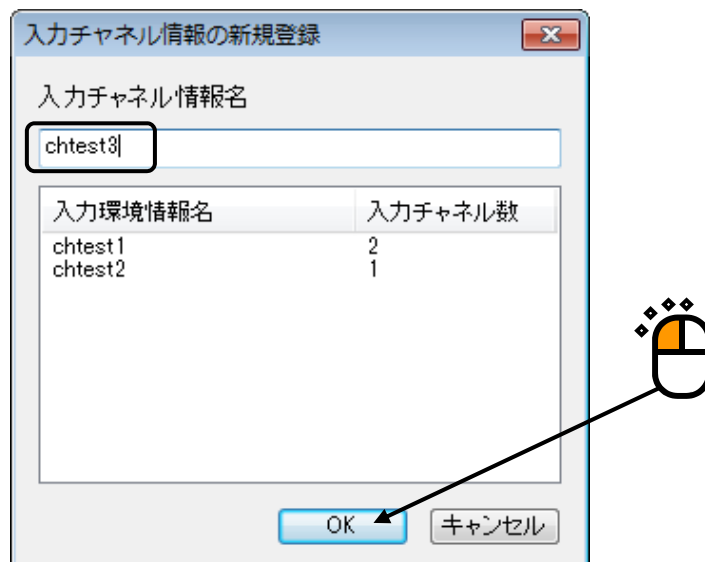 入力チャネル情報の新規登録
入力チャネル情報名
chtest3
入力環境情報名 入力チャネル数
chtest1 2
chtest2 1
OK キャンセル